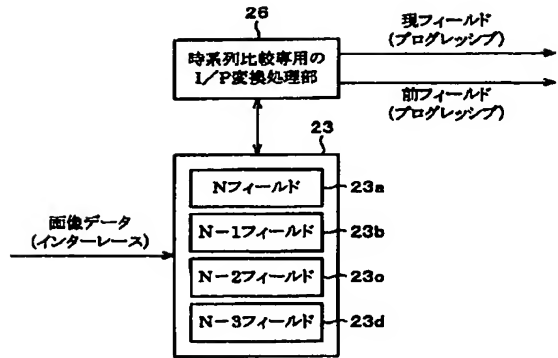 26
時系列比較専用の
I/P変換処理部
現フィールド
(プログレッシブ)
前フィールド
(プログレッシブ)
23
Nフィールド
23a
画像データ
(インターレース)
N-1フィールド
23b
N-2フィールド
23c
N-3フィールド
23d